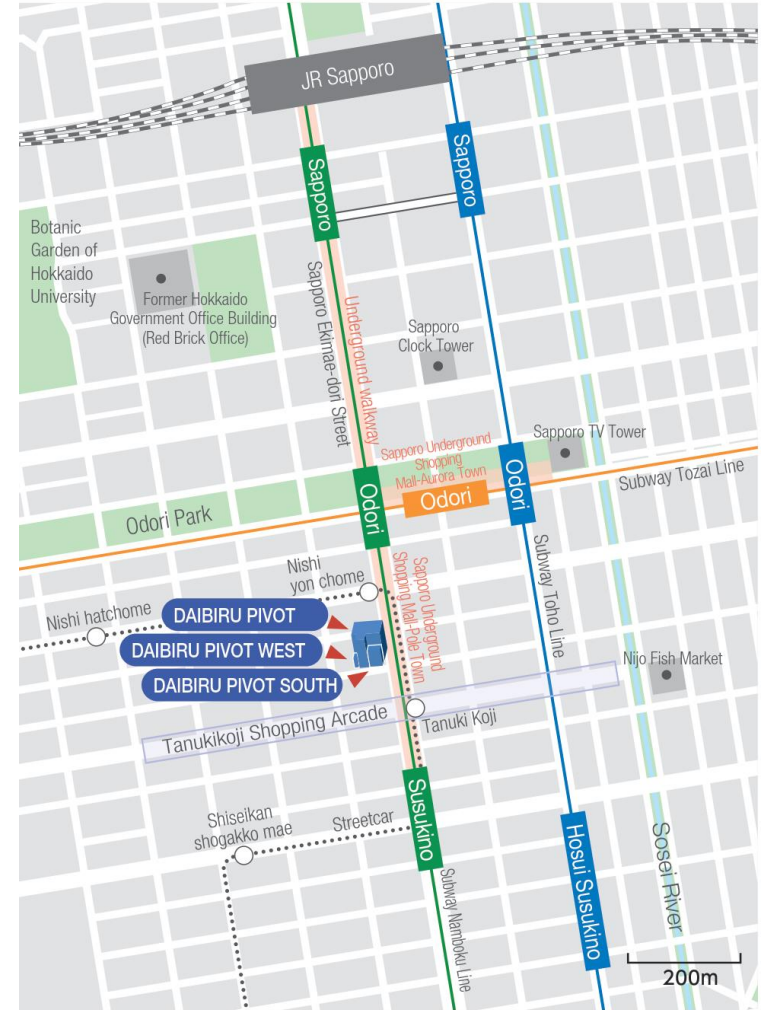 JR Sapporo
Sapporo
Sapporo
Botanic
Garden of
Hokkaido
University
Former Hokkaido
Government Office Building
(Red Brick Office)
Sapporo Ekimae-dori Street
Underground walkway
Sapporo
Clock Tower
Sapporo Underground
Shopping
Mall-Aurora Town
Sapporo TV Tower
Odori
Odori
Odori
Subway Tozai Line
Odori Park
Nishi
yon chome
Nishi hatchome
DAIBIRU PIVOT
DAIBIRU PIVOT WEST
DAIBIRU PIVOT SOUTH
Sapporo Underground
Shopping Mall-Pole Town
Subway Toho Line
Nijo Fish Market
Tanukikoji Shopping Arcade
Tanuki Koji
Susukino
Shiseikan
shogakko mae
Streetcar
Subway Namboku Line
Hosui Susukino
Sosei River
200m